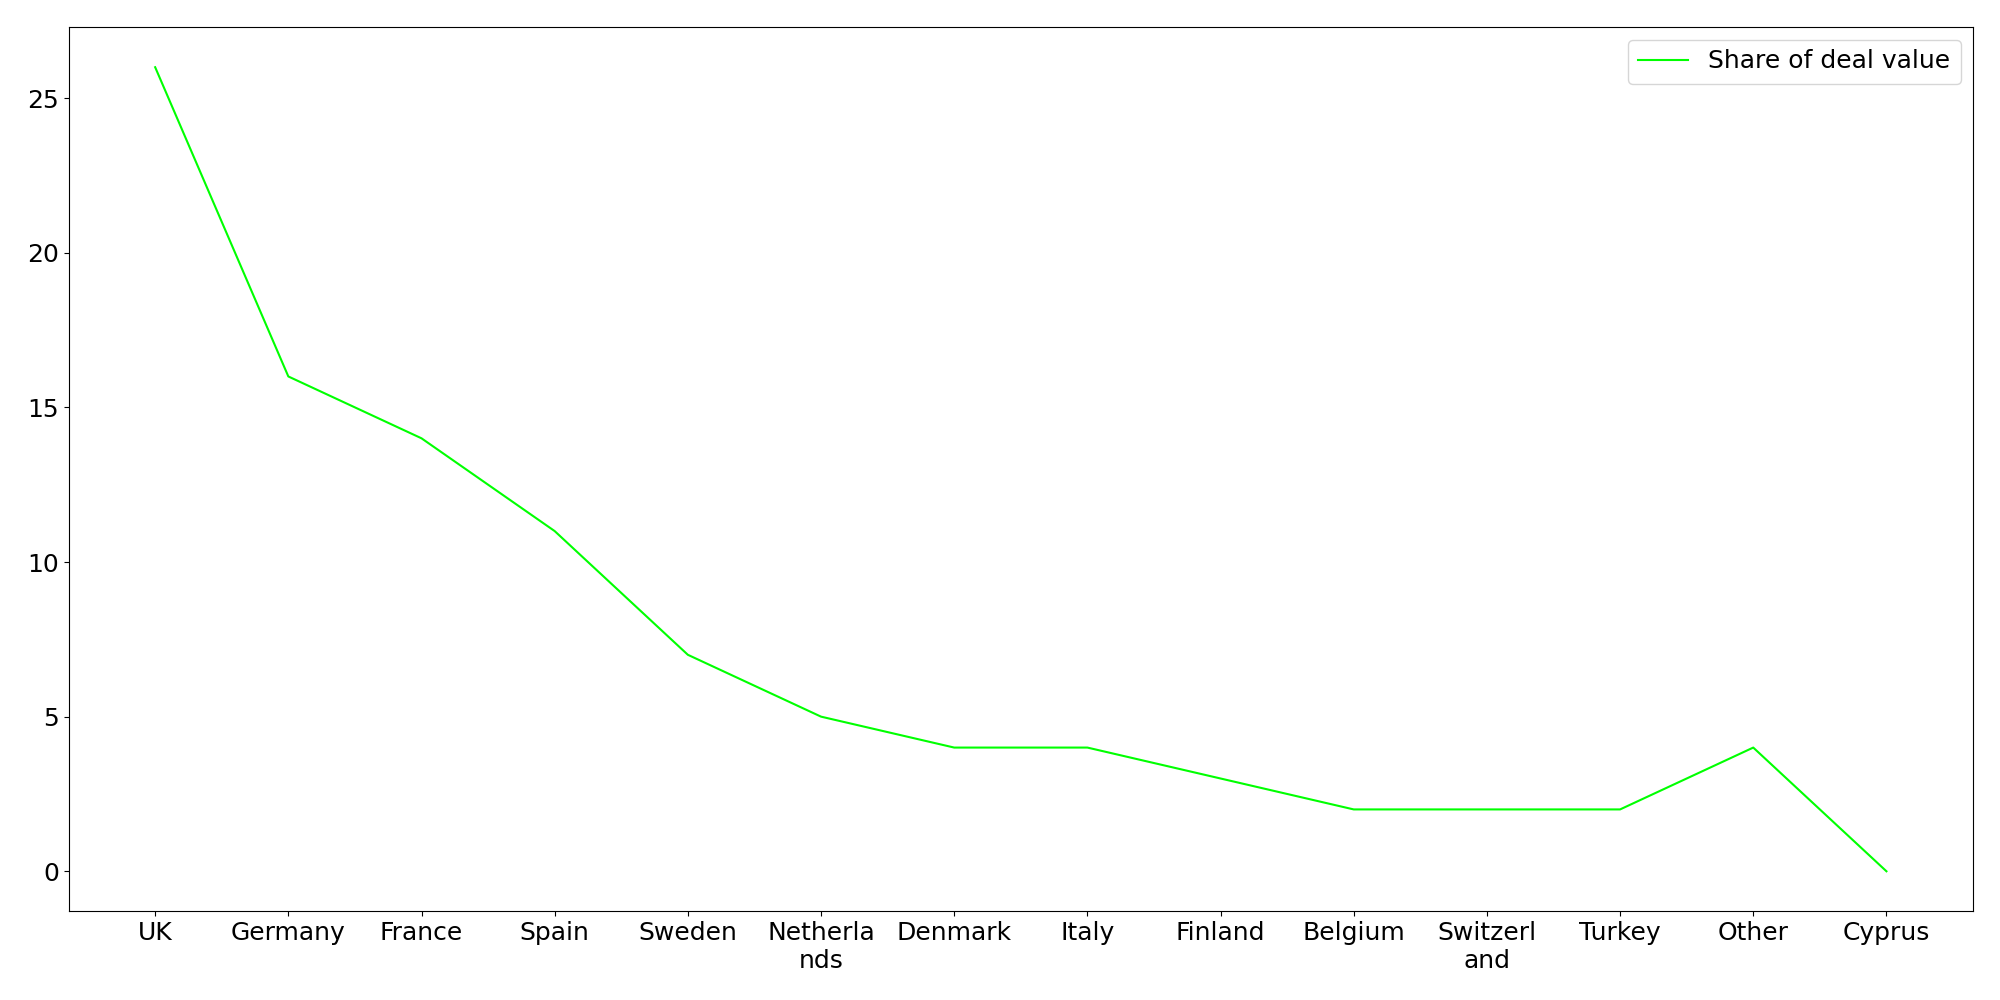 Share of deal value
25
20
15
10
5
0
UK Germany France Spain Sweden Netherla Denmark Italy Finland Belgium Switzerl Turkey Other Cyprus
nds and